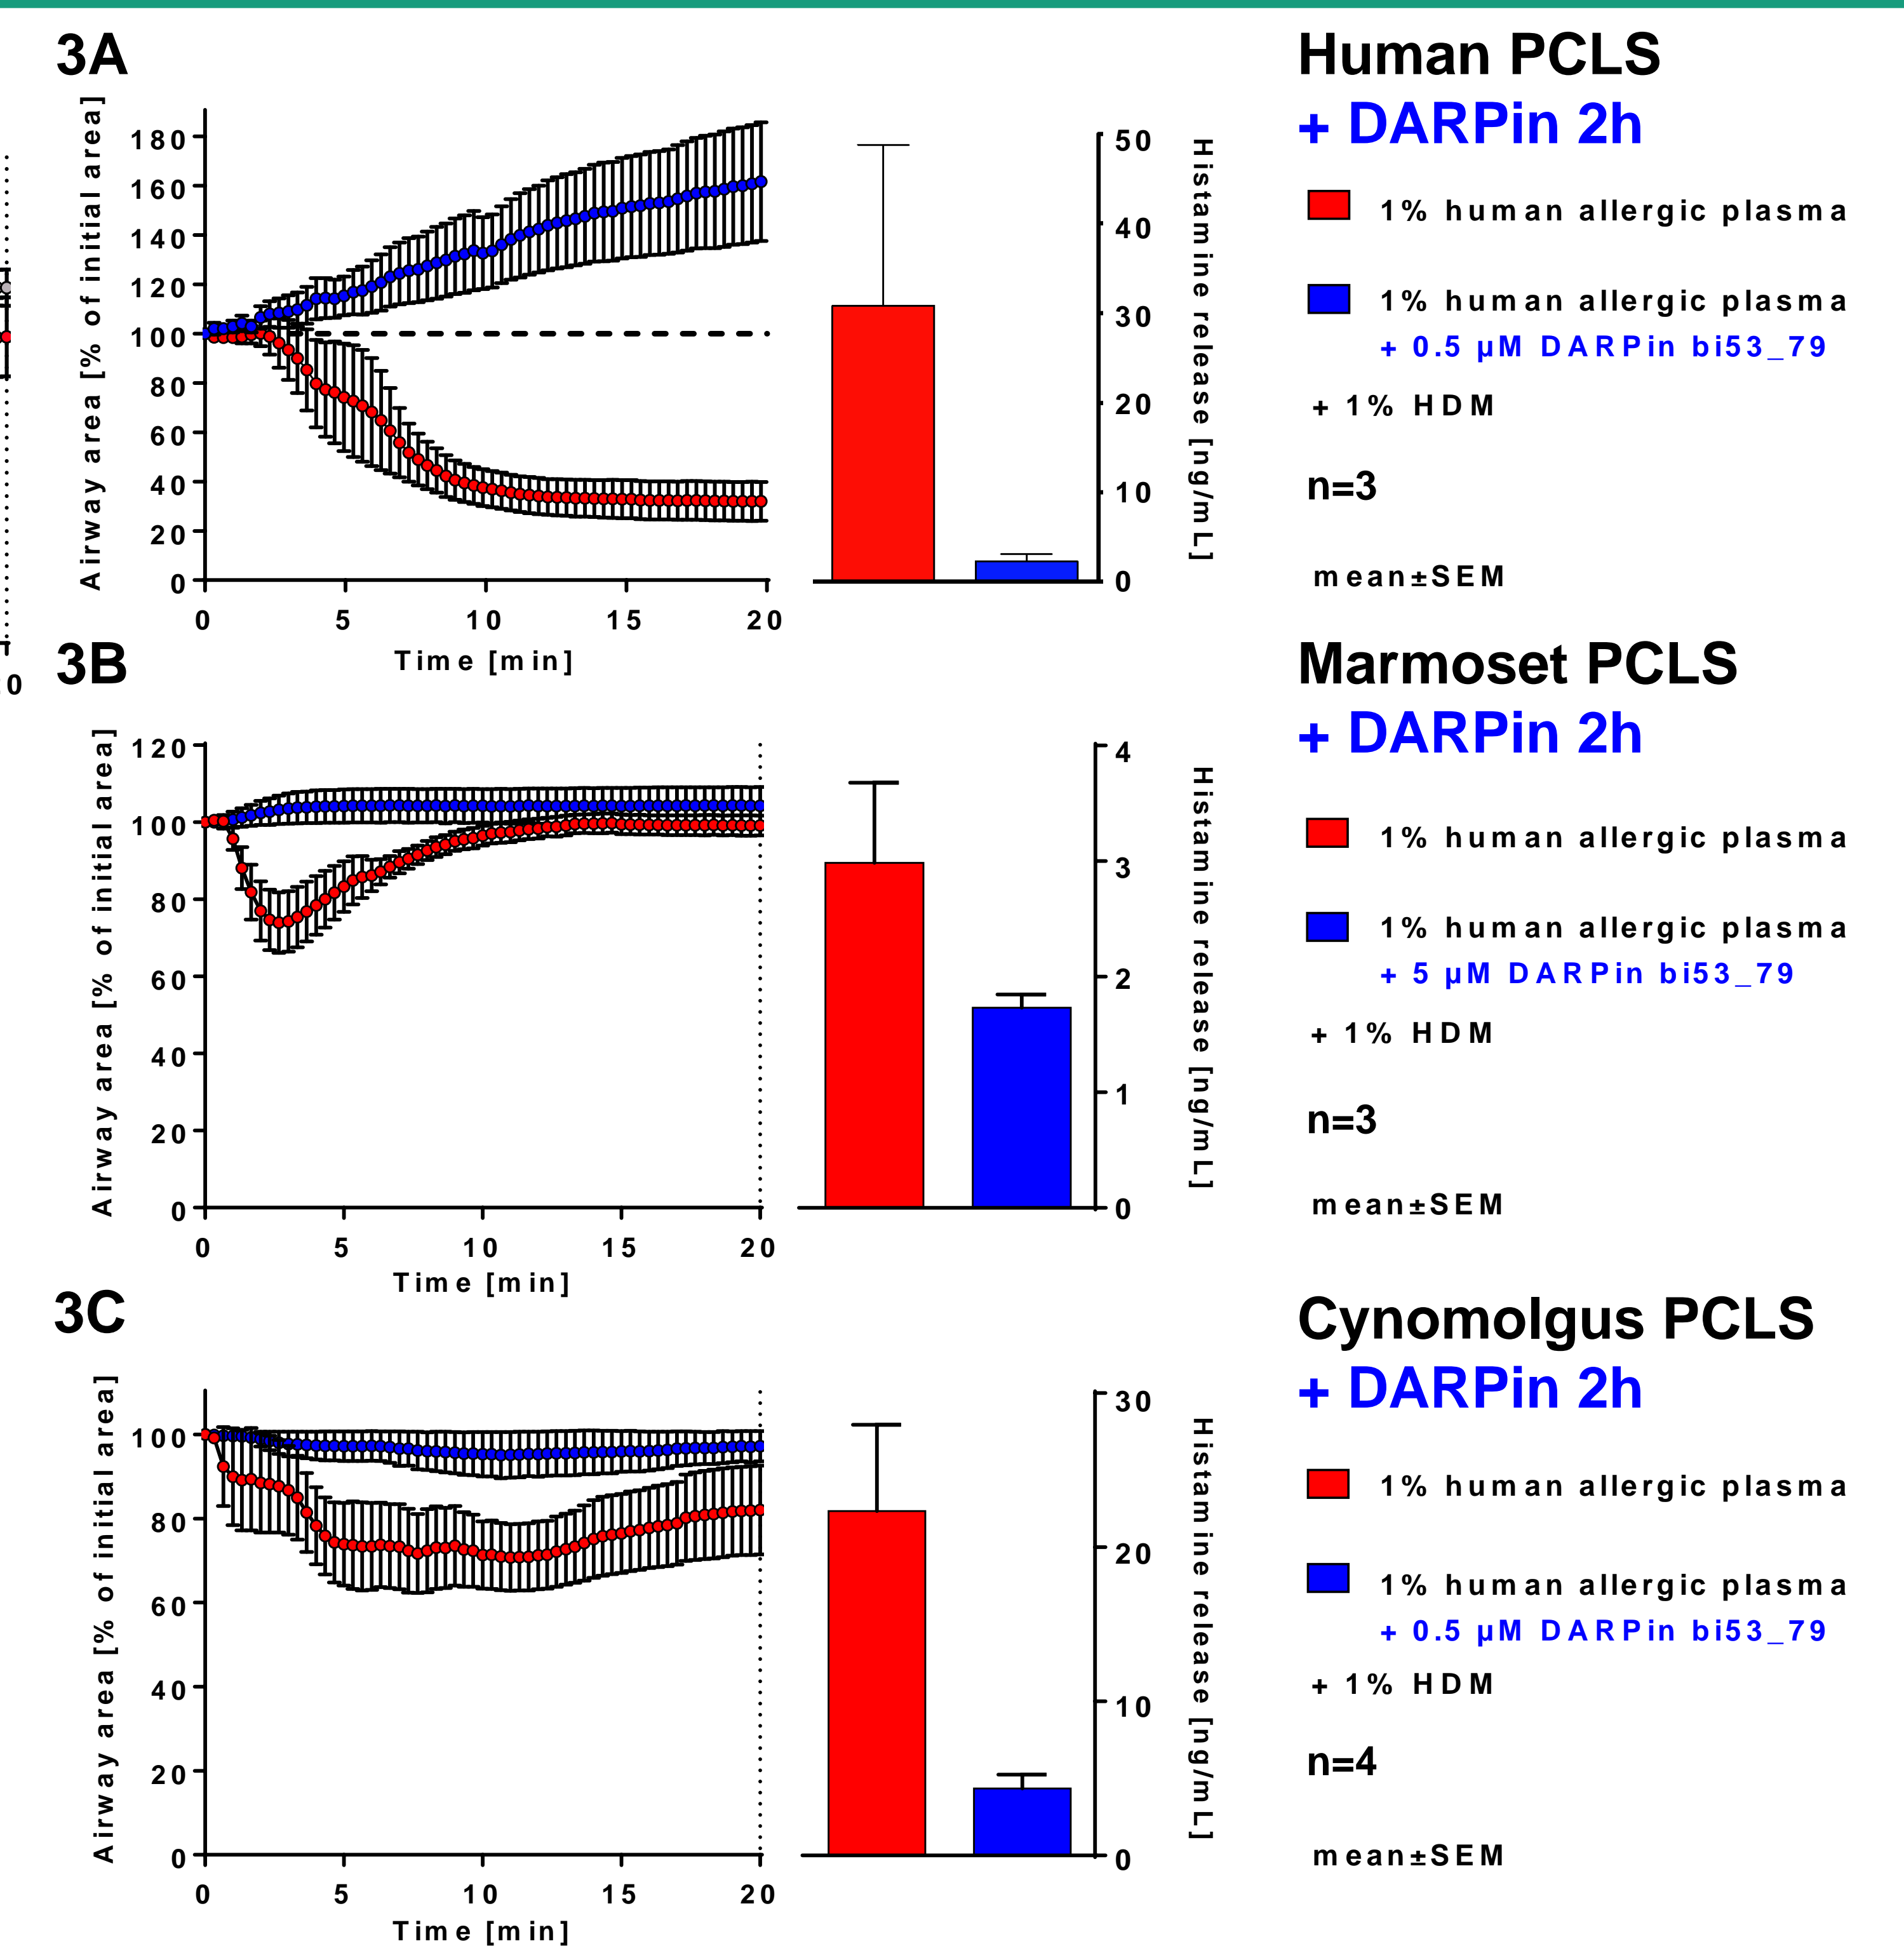 3A
Human PCLS
+ DARPin 2h
Airway area [% of initial area]
180
160
140
120
100
80
60
40
20
0
0 5 10 15 20
Time [min]
50
40
30
20
10
0
Histamine release [ng/mL]
1% human allergic plasma
1% human allergic plasma
+ 0.5 µM DARPin bi53_79
+ 1% HDM
n=3
mean±SEM
0
3B
Marmoset PCLS
+ DARPin 2h
Airway area [% of initial area]
120
100
80
60
40
20
0
0 5 10 15 20
Time [min]
4
3
2
1
0
Histamine release [ng/mL]
1% human allergic plasma
1% human allergic plasma
+ 5 µM DARPin bi53_79
+ 1% HDM
n=3
mean±SEM
3C
Cynomolgus PCLS
+ DARPin 2h
Airway area [% of initial area]
100
80
60
40
20
0
0 5 10 15 20
Time [min]
30
20
10
0
Histamine release [ng/mL]
1% human allergic plasma
1% human allergic plasma
+ 0.5 µM DARPin bi53_79
+ 1% HDM
n=4
mean±SEM